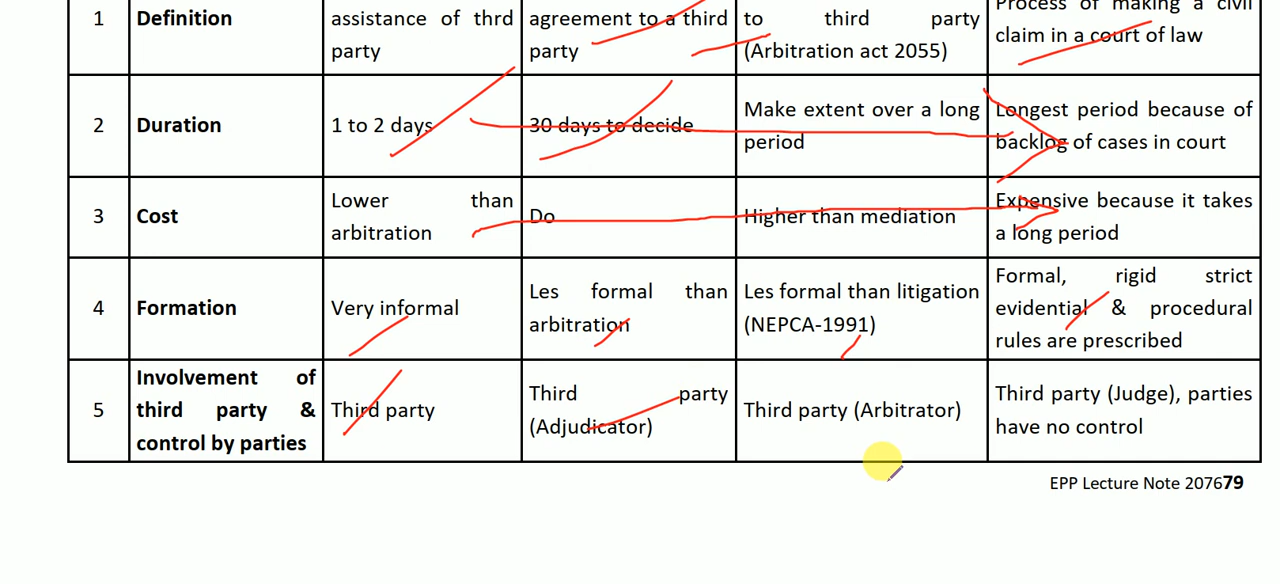 1 Definition assistance of thrd agreement to a third to third party Process of making a civil
party party (Arbitration act 2055) claim in a court of law
2 Duration 1 to 2 days 30 days to decide Make extent over a long Longest period because of
period backlog of cases in court
3 Cost Lower than Do Higher than mediation Expensive because it takes
arbitration a long period
4 Formation Very informal Les formal than Les formal than litigation Formal, rigid strict
arbitration (NEPCA-1991) evidential & procedural
rules are prescribed
5 Involvement of Third party Third party Third party (Arbitrator) Third party (Judge), parties
third party & (Adjudicator) have no control
control by parties
EPP Lecture Note 207679